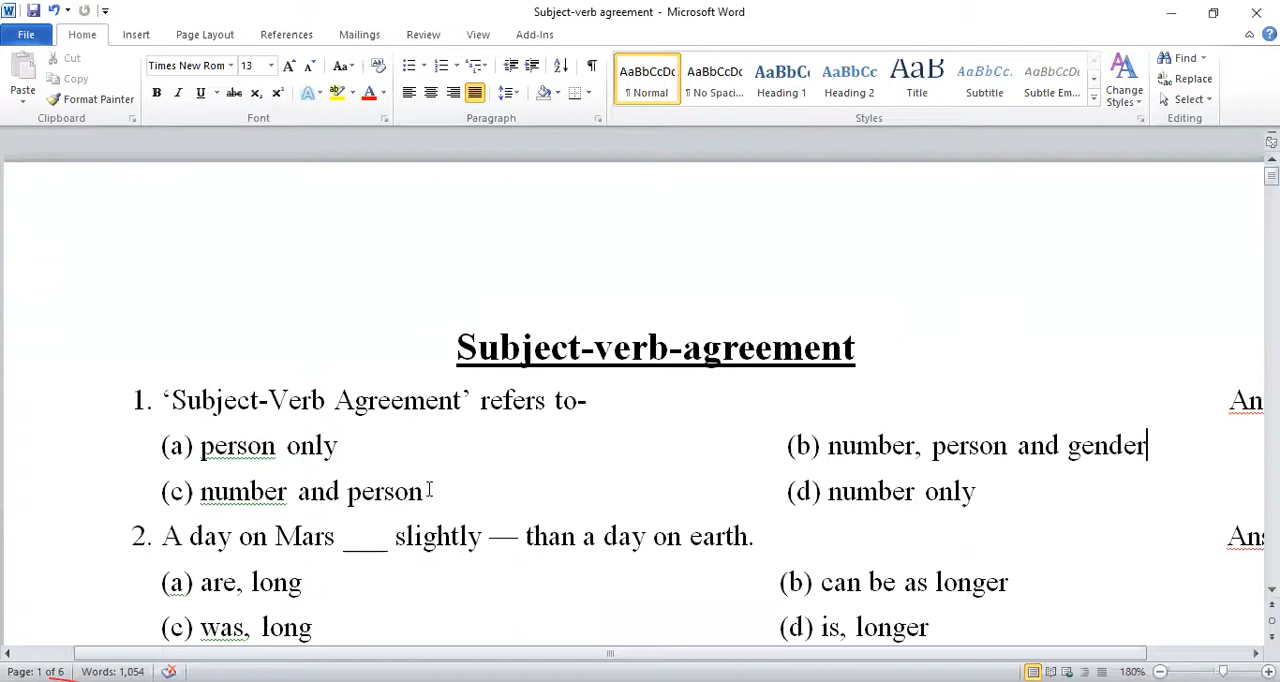 Subject-verb agreement - Microsoft Word
File Home Insert Page Layout References Mailings Review View Add-Ins
Paste Cut Copy Format Painter
Times New Rom 13 Aa
AaBbCcDc AaBbCcDc AaBbC AaBbCc AaB AaBbCc. AaBbCcDc
¶ Normal ¶ No Spaci... Heading 1 Heading 2 Title Subtitle Subtle Em...
Change Styles
Find Replace Select
Clipboard Font Paragraph Styles Editing
Subject-verb-agreement
1. ‘Subject-Verb Agreement’ refers to- An
(a) person only (b) number, person and gender
(c) number and person (d) number only
2. A day on Mars ___ slightly — than a day on earth. Ans
(a) are, long (b) can be as longer
(c) was, long (d) is, longer
Page: 1 of 6 Words: 1,054 180%